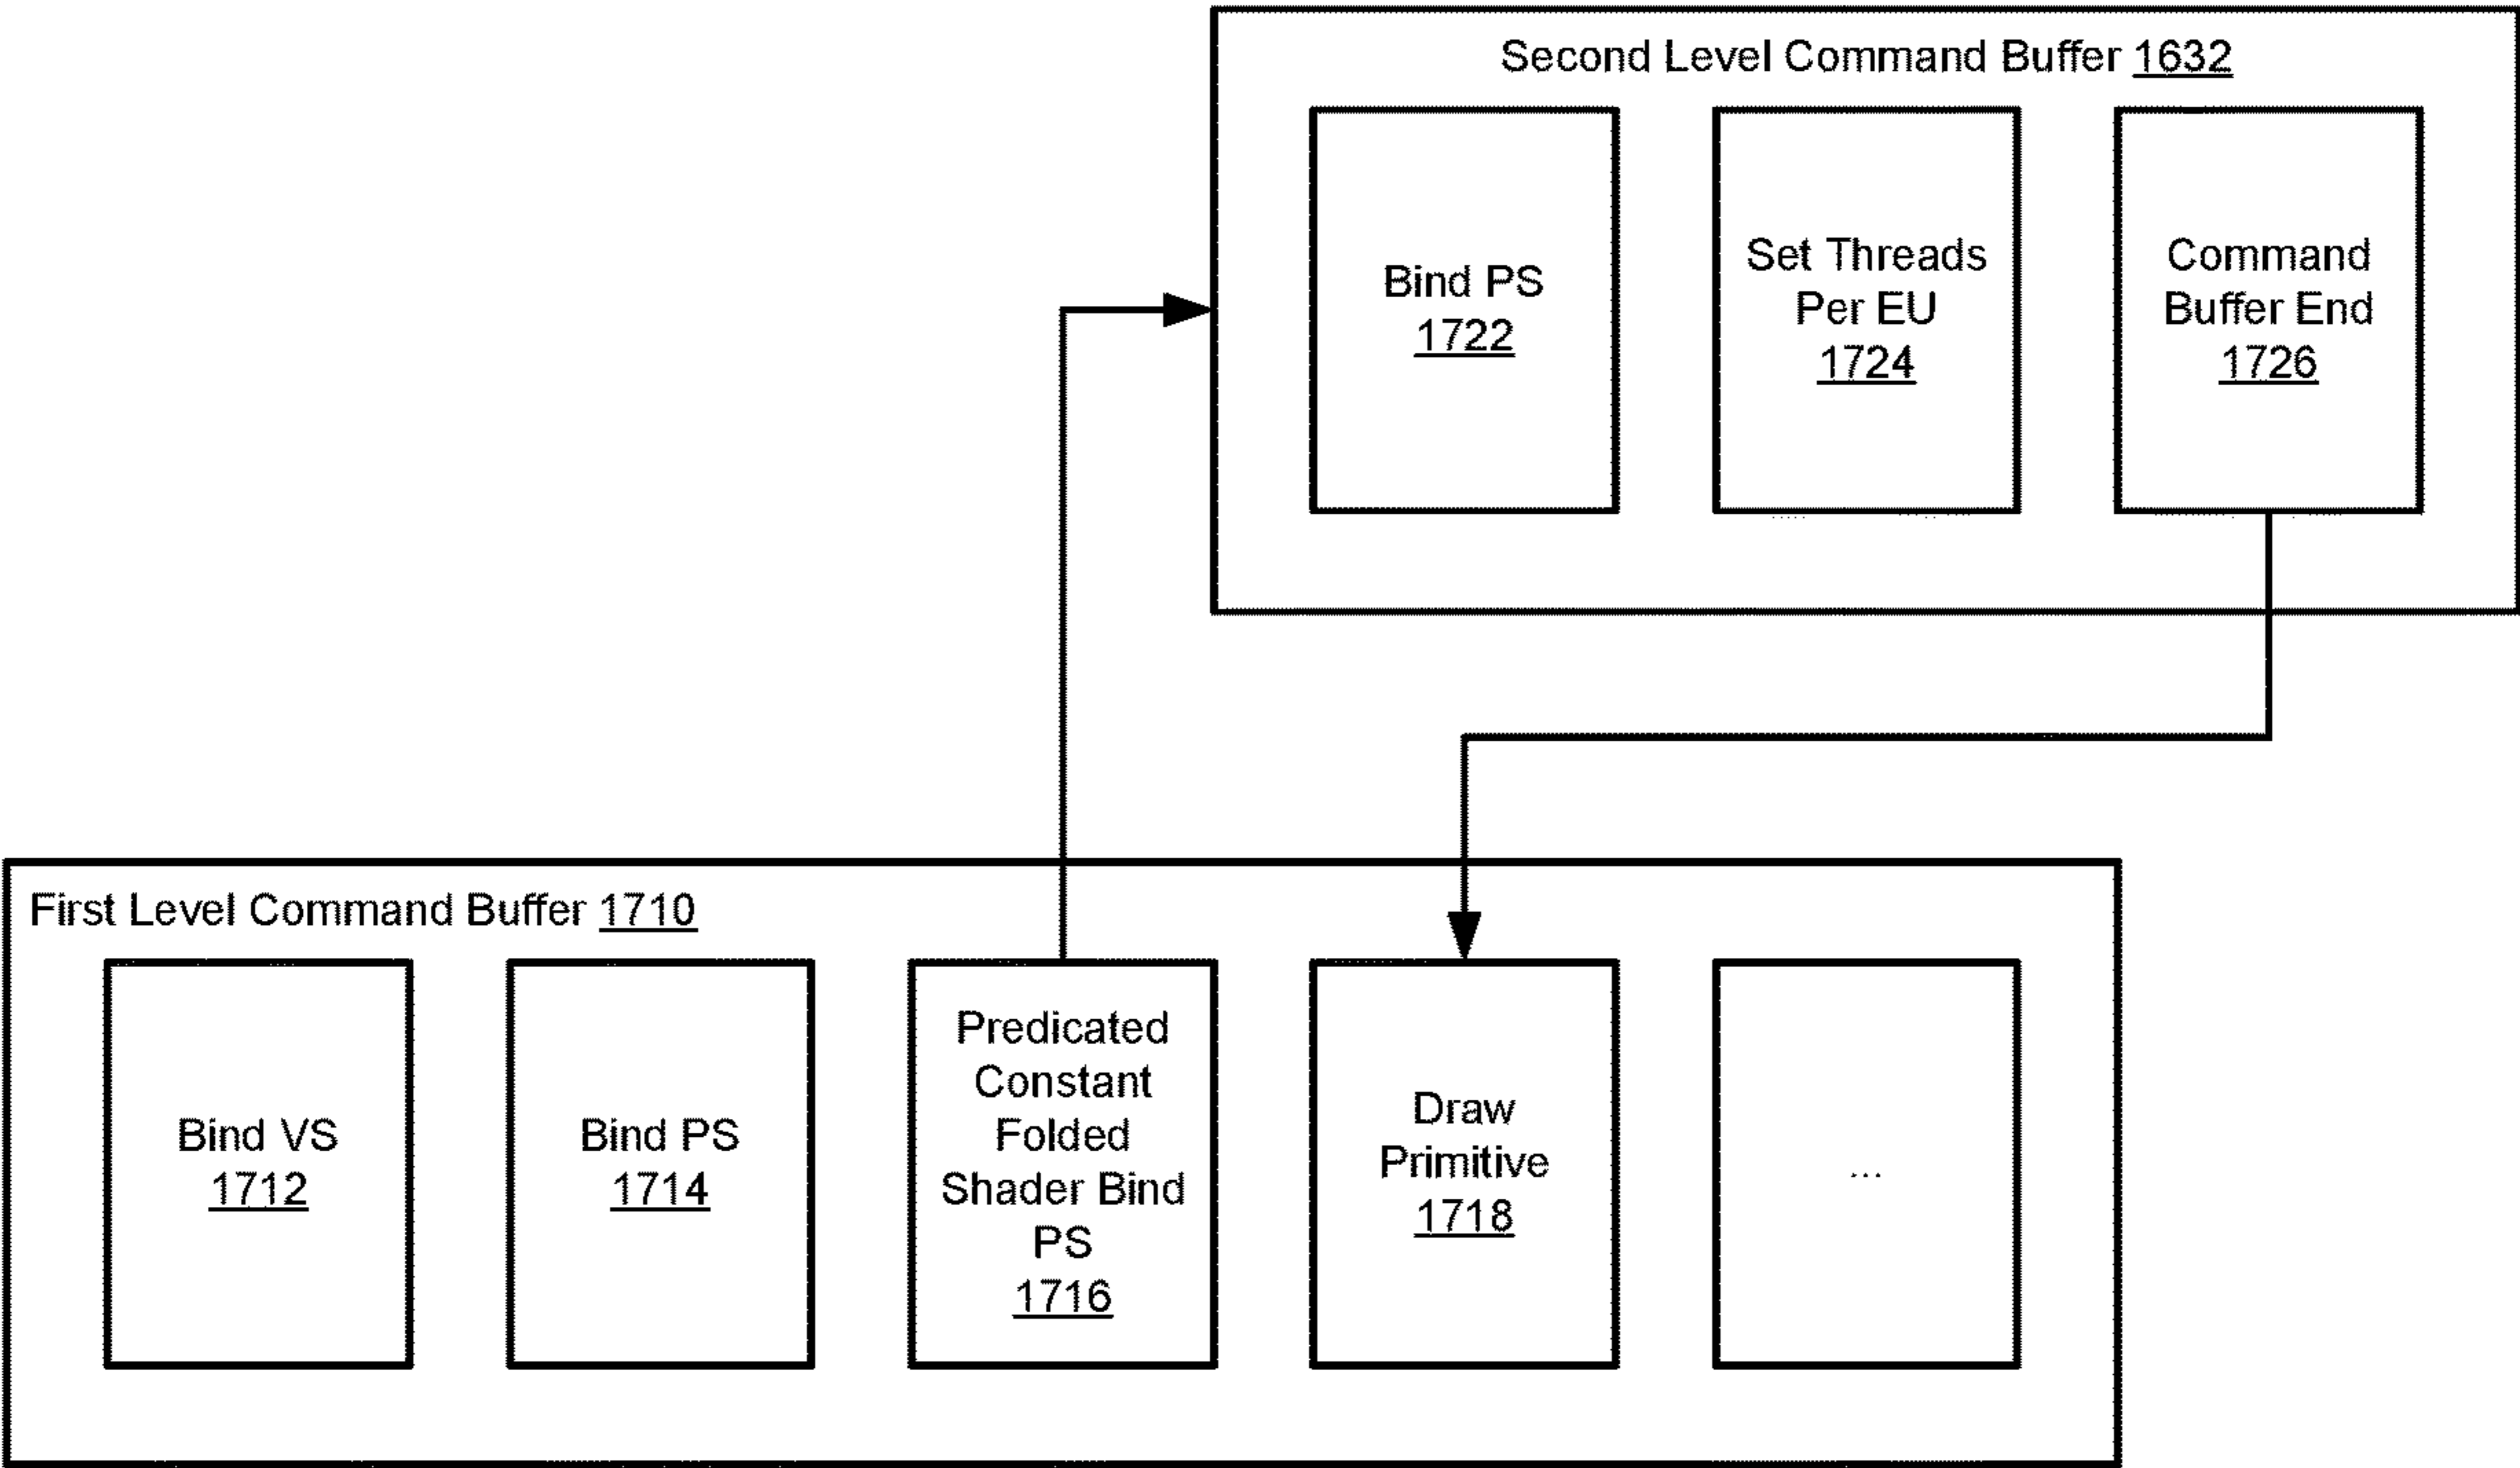 Second Level Command Buffer 1632
Bind PS
1722
Set Threads
Per EU
1724
Command
Buffer End
1726
First Level Command Buffer 1710
Bind VS
1712
Bind PS
1714
Predicated
Constant
Folded
Shader Bind
PS
1716
Draw
Primitive
1718
...